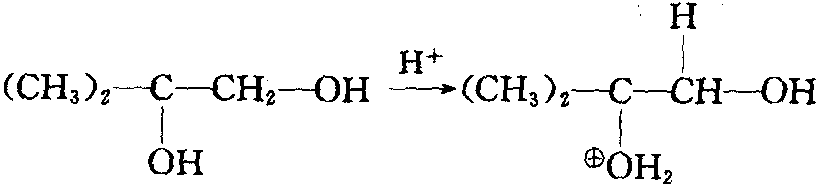 H
(CH₃)₂—C—CH₂—OH H⁺ (CH₃)₂—C—CH—OH
OH ⊕OH₂